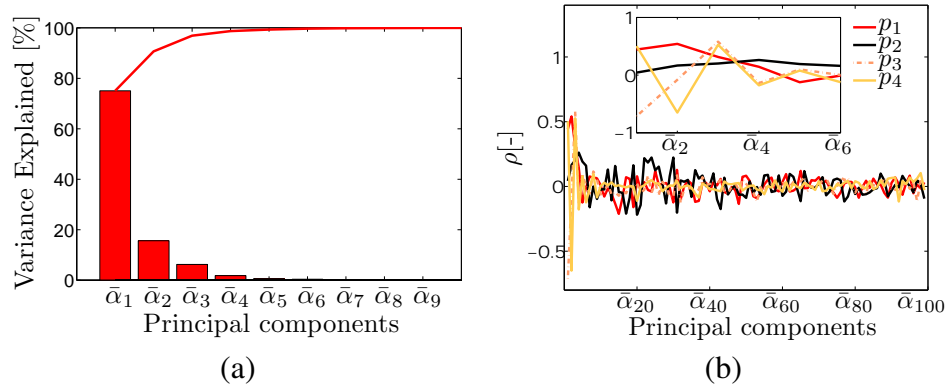 Variance Explained [%]
100
80
60
40
20
0
ᾱ₁ ᾱ₂ ᾱ₃ ᾱ₄ ᾱ₅ ᾱ₆ ᾱ₇ ᾱ₈ ᾱ₉
Principal components
(a)
ρ[-]
1
0.5
0
−0.5
1
0
−1
ᾱ₂ ᾱ₄ ᾱ₆
p₁
p₂
p₃
p₄
ᾱ₂₀ ᾱ₄₀ ᾱ₆₀ ᾱ₈₀ ᾱ₁₀₀
Principal components
(b)